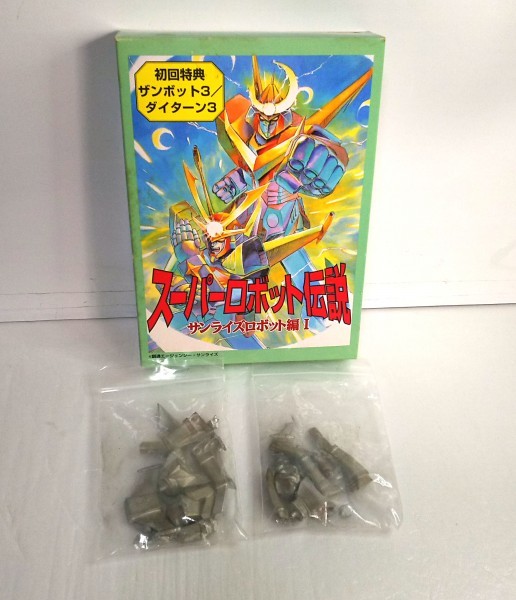 初回特典
ザンボット3／
ダイターン3
スーパーロボット伝説
サンライズロボット編 I